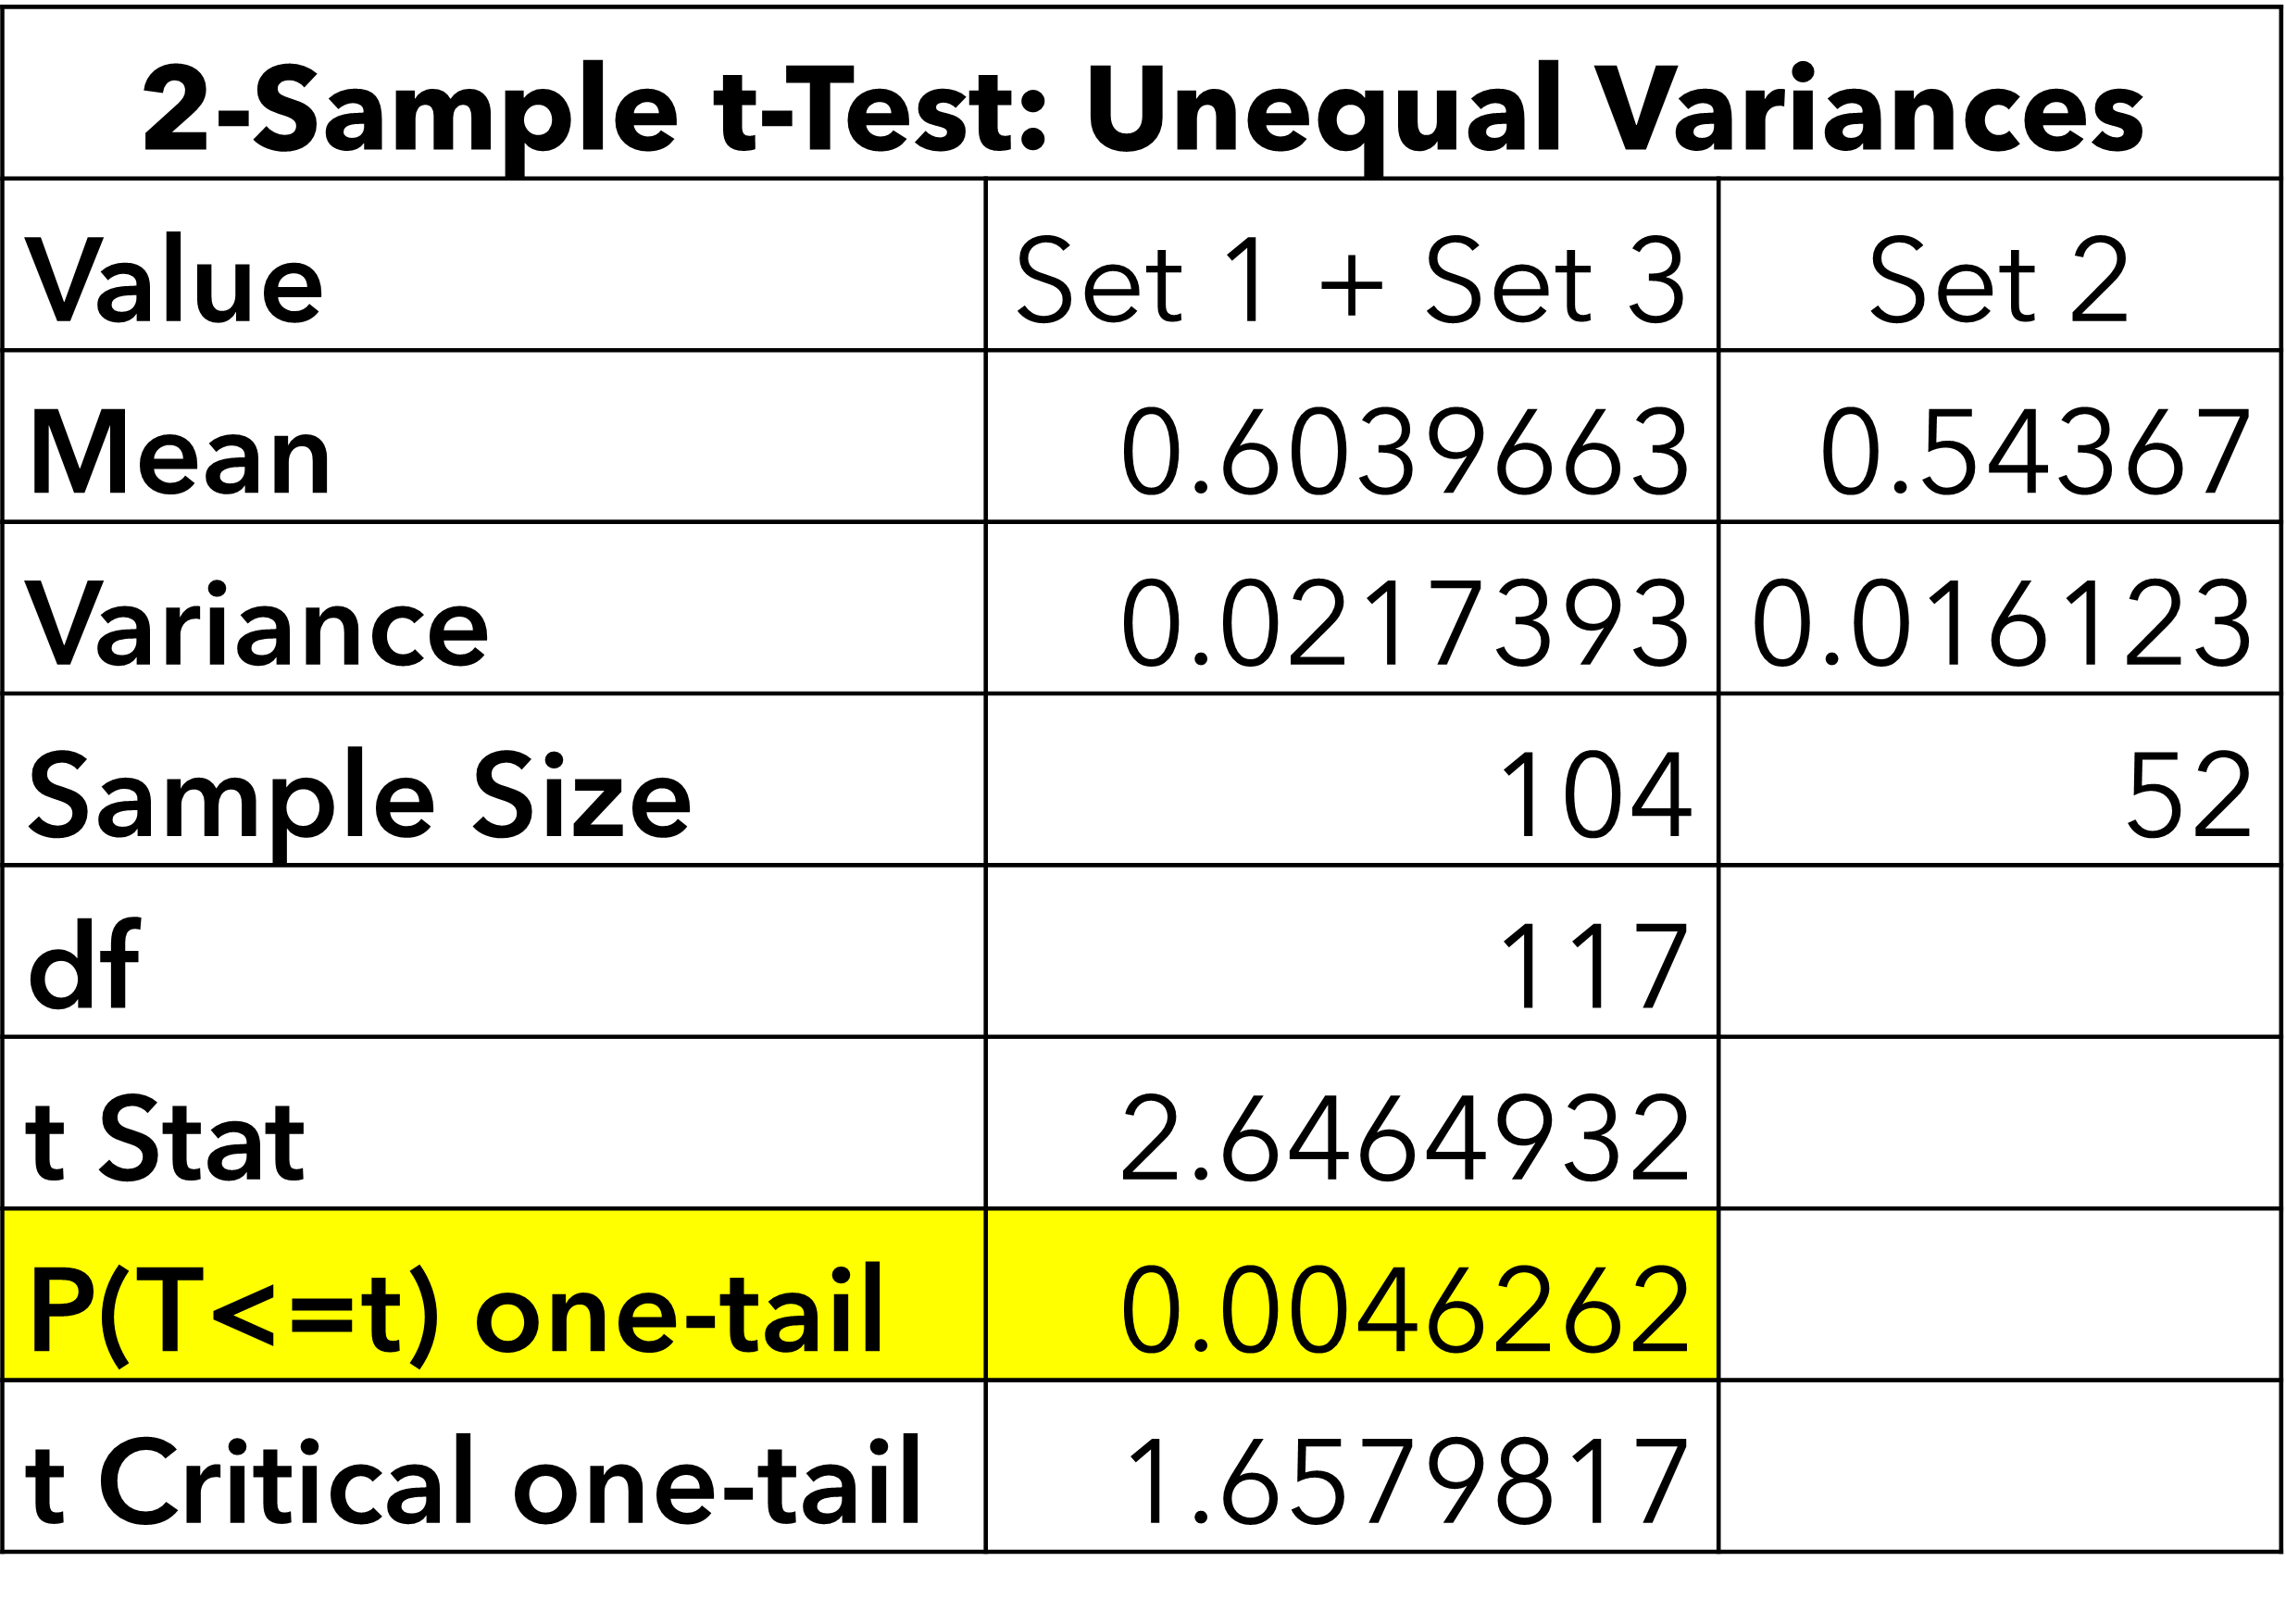 2-Sample t-Test: Unequal Variances
Value Set 1 + Set 3 Set 2
Mean 0.6039663 0.54367
Variance 0.0217393 0.016123
Sample Size 104 52
df 117
t Stat 2.6464932
P(T<=t) one-tail 0.0046262
t Critical one-tail 1.6579817